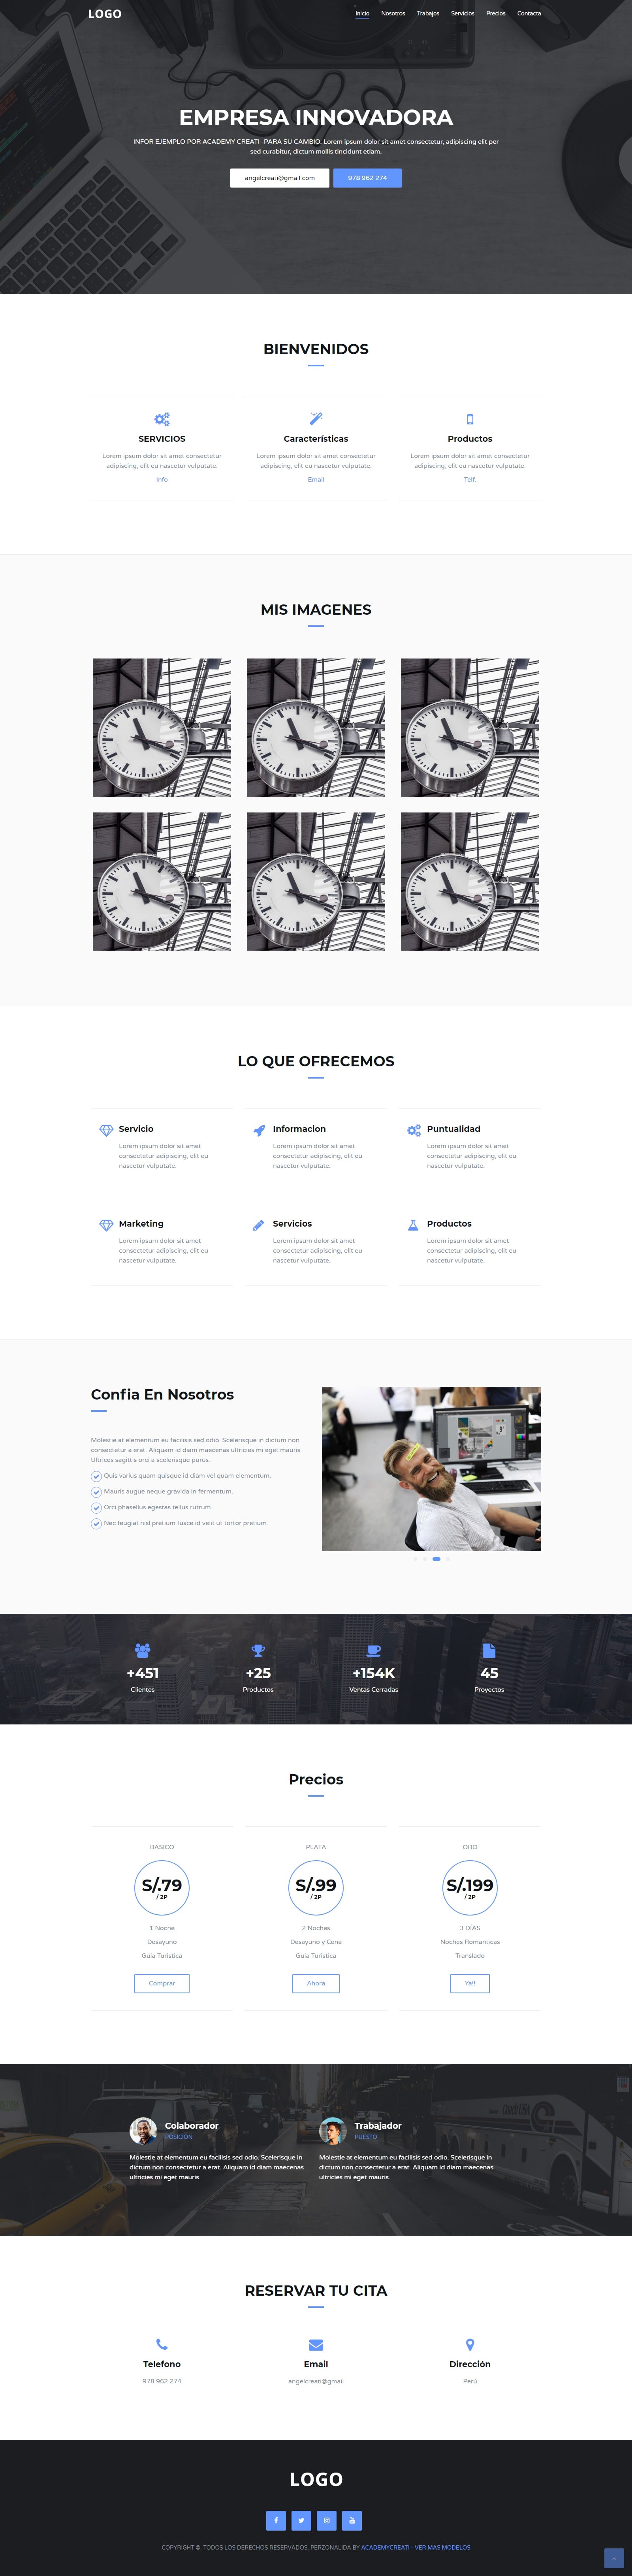 LOGO
Inicio Nosotros Trabajos Servicios Precios Contacta
EMPRESA INNOVADORA
INFOR EJEMPLO POR ACADEMY CREATI -PARA SU CAMBIO. Lorem ipsum dolor sit amet consectetur, adipiscing elit per
sed curabitur, dictum mollis tincidunt etiam.
angelcreati@gmail.com 978 962 274
BIENVENIDOS
SERVICIOS
Lorem ipsum dolor sit amet consectetur
adipiscing, elit eu nascetur vulputate.
Info
Características
Lorem ipsum dolor sit amet consectetur
adipiscing, elit eu nascetur vulputate.
Email
Productos
Lorem ipsum dolor sit amet consectetur
adipiscing, elit eu nascetur vulputate.
Telf.
MIS IMAGENES
LO QUE OFRECEMOS
Servicio
Lorem ipsum dolor sit amet
consectetur adipiscing, elit eu
nascetur vulputate.
Informacion
Lorem ipsum dolor sit amet
consectetur adipiscing, elit eu
nascetur vulputate.
Puntualidad
Lorem ipsum dolor sit amet
consectetur adipiscing, elit eu
nascetur vulputate.
Marketing
Lorem ipsum dolor sit amet
consectetur adipiscing, elit eu
nascetur vulputate.
Servicios
Lorem ipsum dolor sit amet
consectetur adipiscing, elit eu
nascetur vulputate.
Productos
Lorem ipsum dolor sit amet
consectetur adipiscing, elit eu
nascetur vulputate.
Confia En Nosotros
Molestie at elementum eu facilisis sed odio. Scelerisque in dictum non
consectetur a erat. Aliquam id diam maecenas ultricies mi eget mauris.
Ultrices sagittis orci a scelerisque purus.
Quis varius quam quisque id diam vel quam elementum.
Mauris augue neque gravida in fermentum.
Orci phasellus egestas tellus rutrum.
Nec feugiat nisl pretium fusce id velit ut tortor pretium.
+451
Clientes
+25
Productos
+154K
Ventas Cerradas
45
Proyectos
Precios
BASICO
S/.79
/ 2P
1 Noche
Desayuno
Guia Turística
Comprar
PLATA
S/.99
/ 2P
2 Noches
Desayuno y Cena
Guia Turistica
Ahora
ORO
S/.199
/ 2P
3 DÍAS
Noches Romanticas
Translado
Ya!!
Colaborador
POSICIÓN
Molestie at elementum eu facilisis sed odio. Scelerisque in
dictum non consectetur a erat. Aliquam id diam maecenas
ultricies mi eget mauris.
Trabajador
PUESTO
Molestie at elementum eu facilisis sed odio. Scelerisque in
dictum non consectetur a erat. Aliquam id diam maecenas
ultricies mi eget mauris.
RESERVAR TU CITA
Telefono
978 962 274
Email
angelcreati@gmail
Dirección
Perú
LOGO
COPYRIGHT ©. TODOS LOS DERECHOS RESERVADOS. PERZONALIDA BY ACADEMYCREATI - VER MAS MODELOS